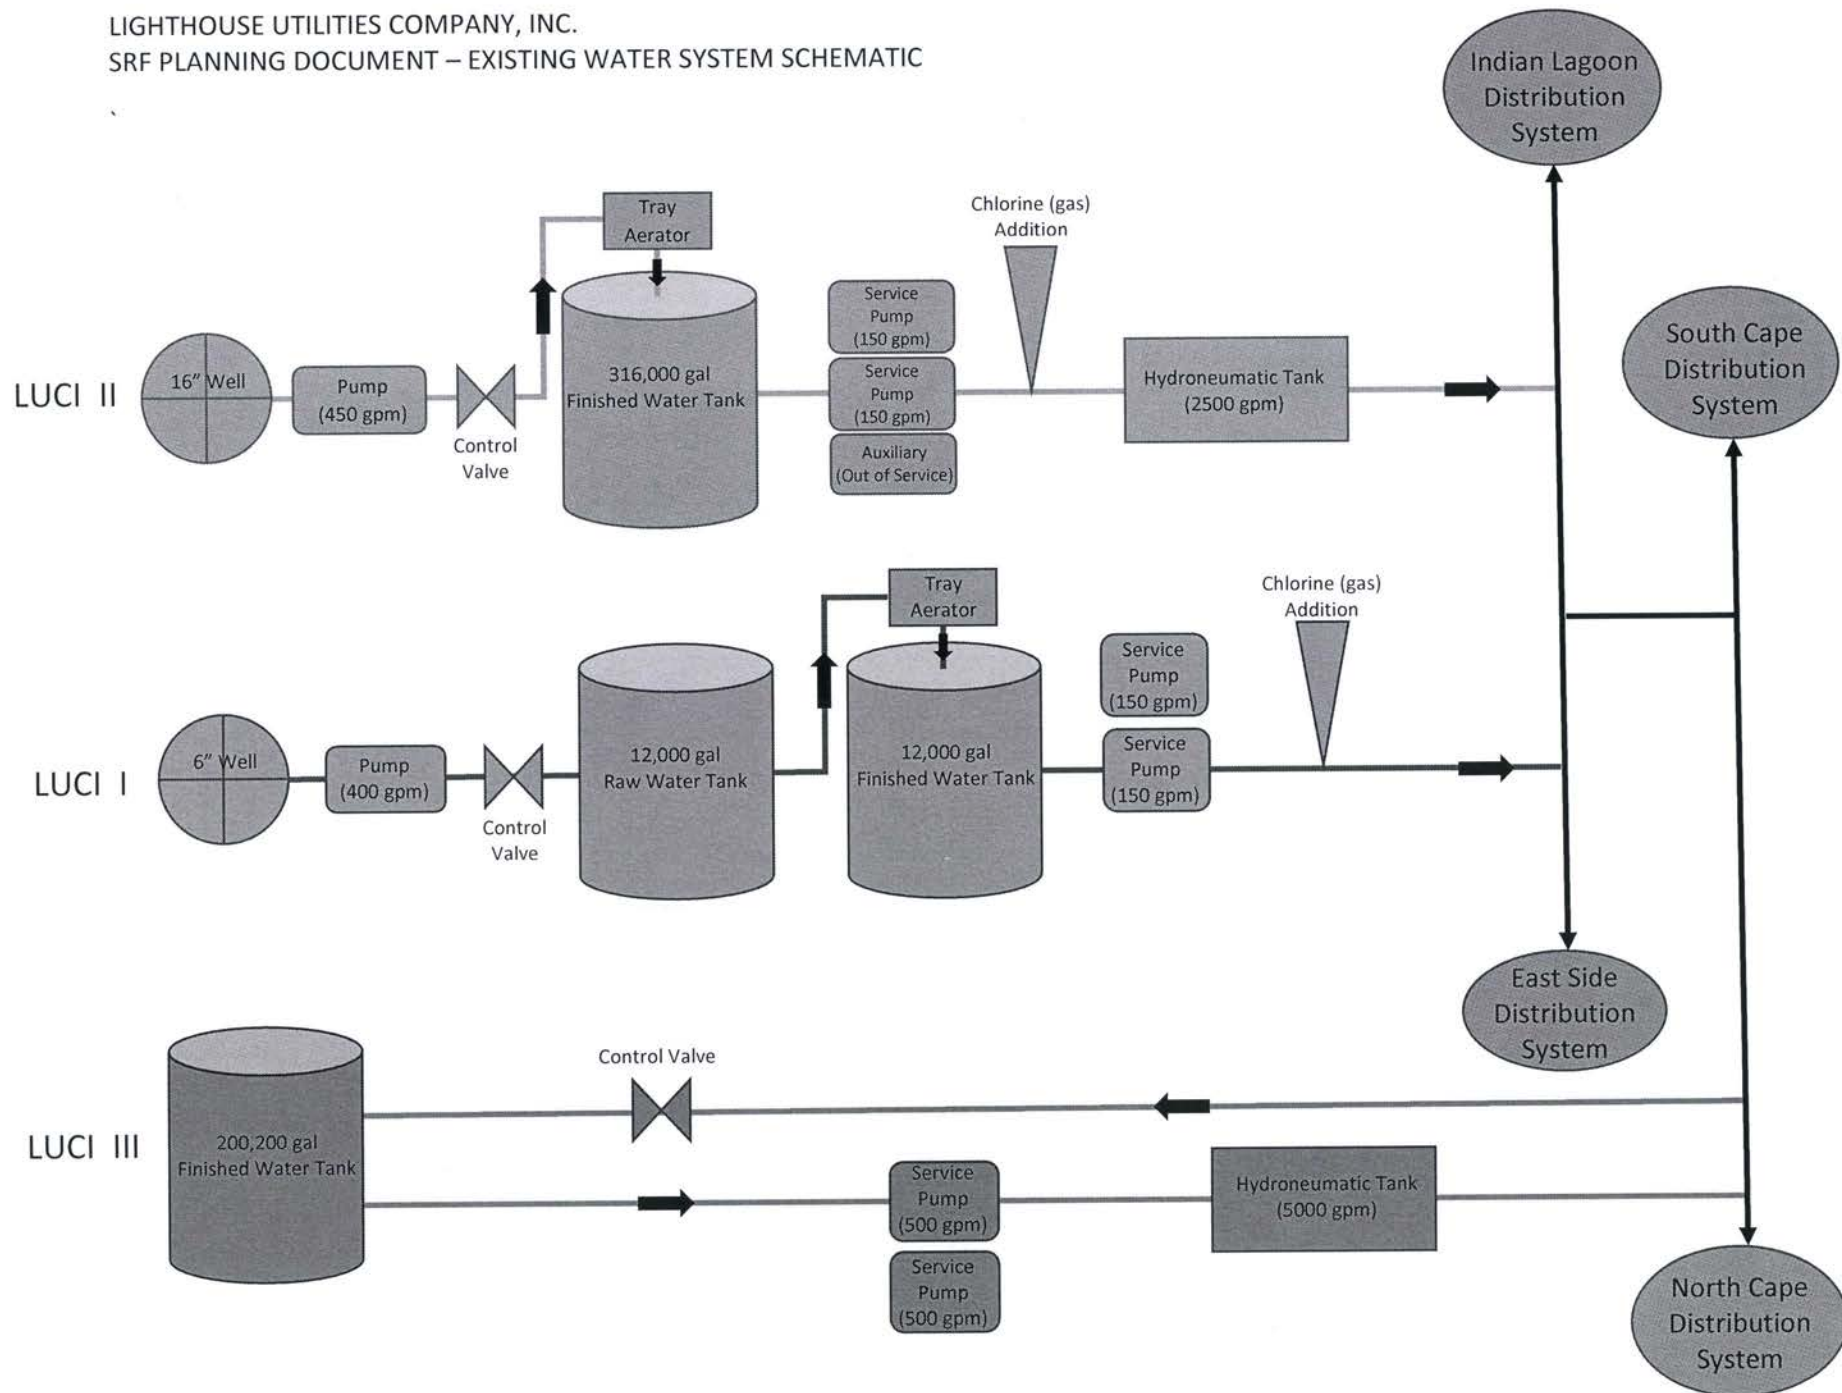 LIGHTHOUSE UTILITIES COMPANY, INC.
SRF PLANNING DOCUMENT – EXISTING WATER SYSTEM SCHEMATIC
Indian Lagoon
Distribution
System
Tray
Aerator
Chlorine (gas)
Addition
Service
Pump
(150 gpm)
South Cape
Distribution
System
LUCI II
16" Well
Pump
(450 gpm)
Control
Valve
316,000 gal
Finished Water Tank
Service
Pump
(150 gpm)
Auxiliary
(Out of Service)
Hydroneumatic Tank
(2500 gpm)
Tray
Aerator
Chlorine (gas)
Addition
Service
Pump
(150 gpm)
LUCI I
6" Well
Pump
(400 gpm)
Control
Valve
12,000 gal
Raw Water Tank
12,000 gal
Finished Water Tank
Service
Pump
(150 gpm)
East Side
Distribution
System
Control Valve
LUCI III
200,200 gal
Finished Water Tank
Service
Pump
(500 gpm)
Hydroneumatic Tank
(5000 gpm)
Service
Pump
(500 gpm)
North Cape
Distribution
System